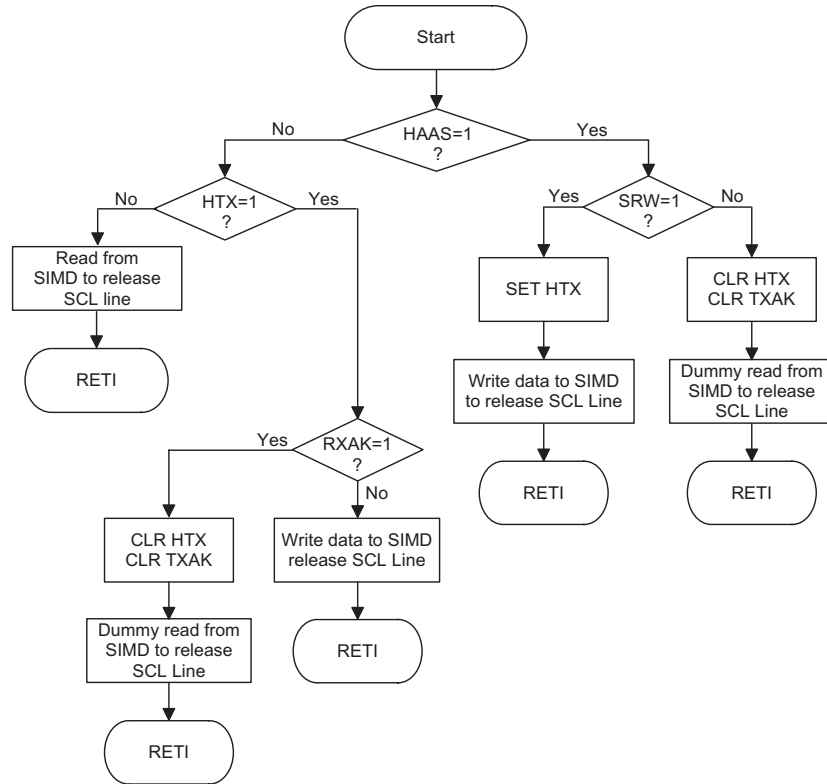 Start
HAAS=1
?
No
Yes
HTX=1
?
No
Yes
SRW=1
?
Yes
No
Read from
SIMD to release
SCL line
RETI
SET HTX
Write data to SIMD
to release SCL Line
RETI
CLR HTX
CLR TXAK
Dummy read from
SIMD to release
SCL Line
RETI
RXAK=1
?
Yes
No
CLR HTX
CLR TXAK
Dummy read from
SIMD to release
SCL Line
RETI
Write data to SIMD
release SCL Line
RETI